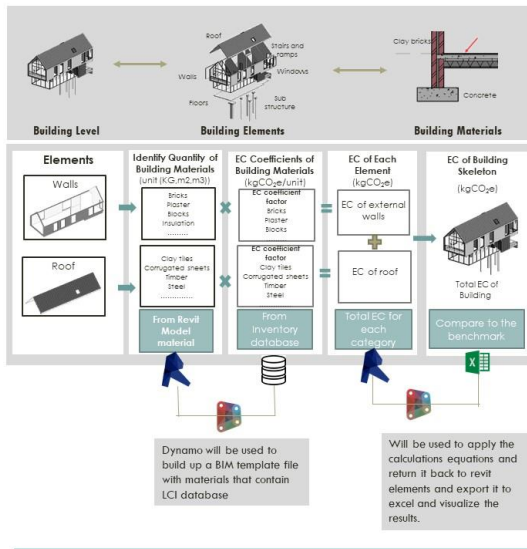 Roof
Stairs and
ramps
Walls
Windows
Floors
Sub
structure
Clay bricks
Concrete
Building Level
Building Elements
Building Materials
Elements
Walls
Roof
Identify Quantity of
Building Materials
(unit (KG,m2,m3))
Bricks
Plaster
Blocks
Insulation
.........
Clay tiles
Corrugated sheets
Timber
Steel
..............
From Revit
Model
material
EC Coefficients of
Building Materials
(kgCO2e/unit)
EC coefficient
factor
Bricks
Plaster
Blocks
EC coefficient
factor
Clay tiles
Corrugated sheets
Timber
Steel
From
Inventory
database
EC of Each
Element
(kgCO2e)
EC of external
walls
EC of roof
Total EC for
each
category
EC of Building
Skeleton
(kgCO2e)
Total EC of
Building
Compare to the
benchmark
Dynamo will be used to
build up a BIM template file
with materials that contain
LCI database
Will be used to apply the
calculations equations and
return it back to revit
elements and export it to
excel and visualize the
results.